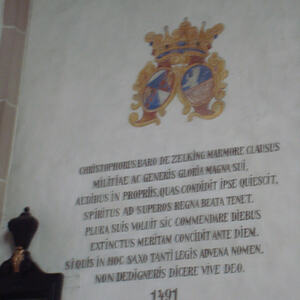 CHRISTOPHORUS BARO DE ZELKING MARMORE CLAUSUS
MILITIAE AC GENERIS GLORIA MAGNA SUI,
AEDIBUS IN PROPRIIS, QUAS CONDIDIT IPSE QUIESCIT,
SPIRITUS AD SUPEROS REGNA BEATA TENET.
PLURA SUIS VOLUIT SIC COMMENDARE DIEBUS
EXTINCTUS MERITAM CONCIDIT ANTE DIEM.
SI QUIS IN HOC SAXO TANTI LEGIS ADVENA NOMEN,
NON DEDIGNERIS DICERE VIVE DEO.
1491